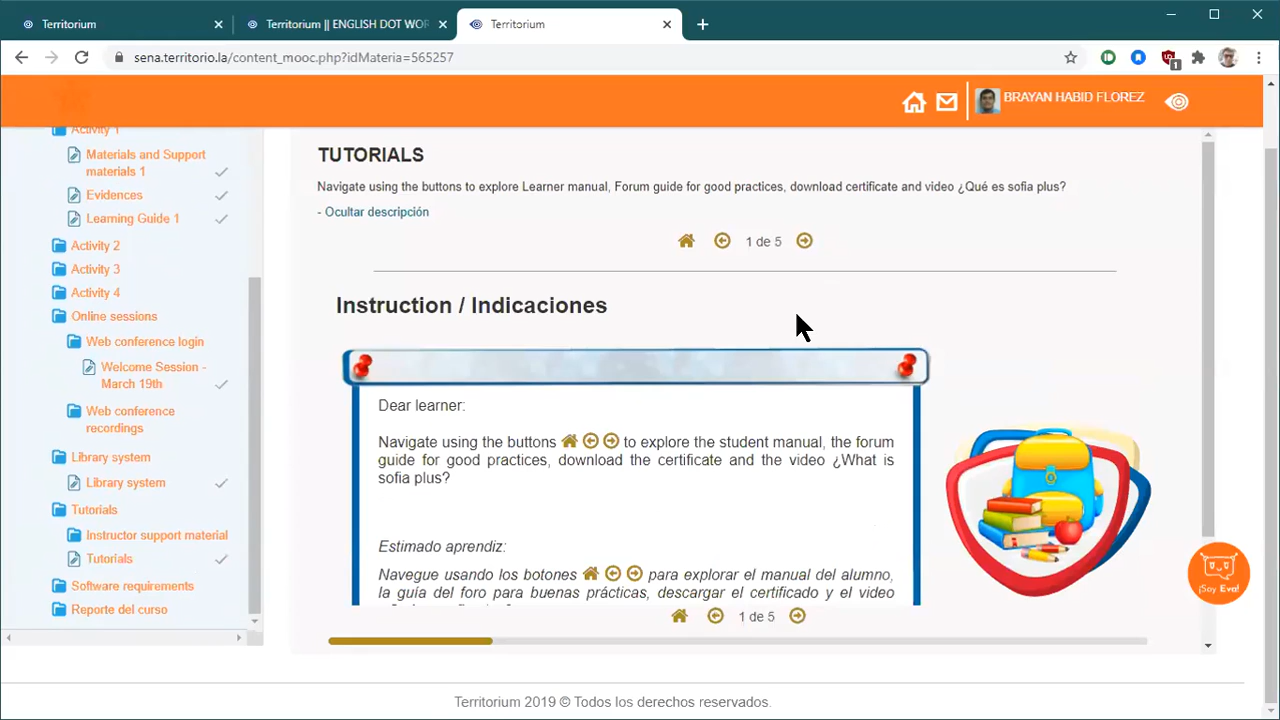 Territorium
Territorium || ENGLISH DOT WOR
Territorium
sena.territorio.la/content_mooc.php?idMateria=565257
1
BRAYAN HABID FLOREZ
Activity 1
Materials and Support
materials 1
Evidences
Learning Guide 1
Activity 2
Activity 3
Activity 4
Online sessions
Web conference login
Welcome Session -
March 19th
Web conference
recordings
Library system
Library system
Tutorials
Instructor support material
Tutorials
Software requirements
Reporte del curso
TUTORIALS
Navigate using the buttons to explore Learner manual, Forum guide for good practices, download certificate and video ¿Qué es sofia plus?
- Ocultar descripción
1 de 5
Instruction / Indicaciones
Dear learner:
Navigate using the buttons to explore the student manual, the forum
guide for good practices, download the certificate and the video ¿What is
sofia plus?
Estimado aprendiz:
Navegue usando los botones para explorar el manual del alumno,
la guía del foro para buenas prácticas, descargar el certificado y el video
1 de 5
¡Soy Eva!
Territorium 2019 © Todos los derechos reservados.